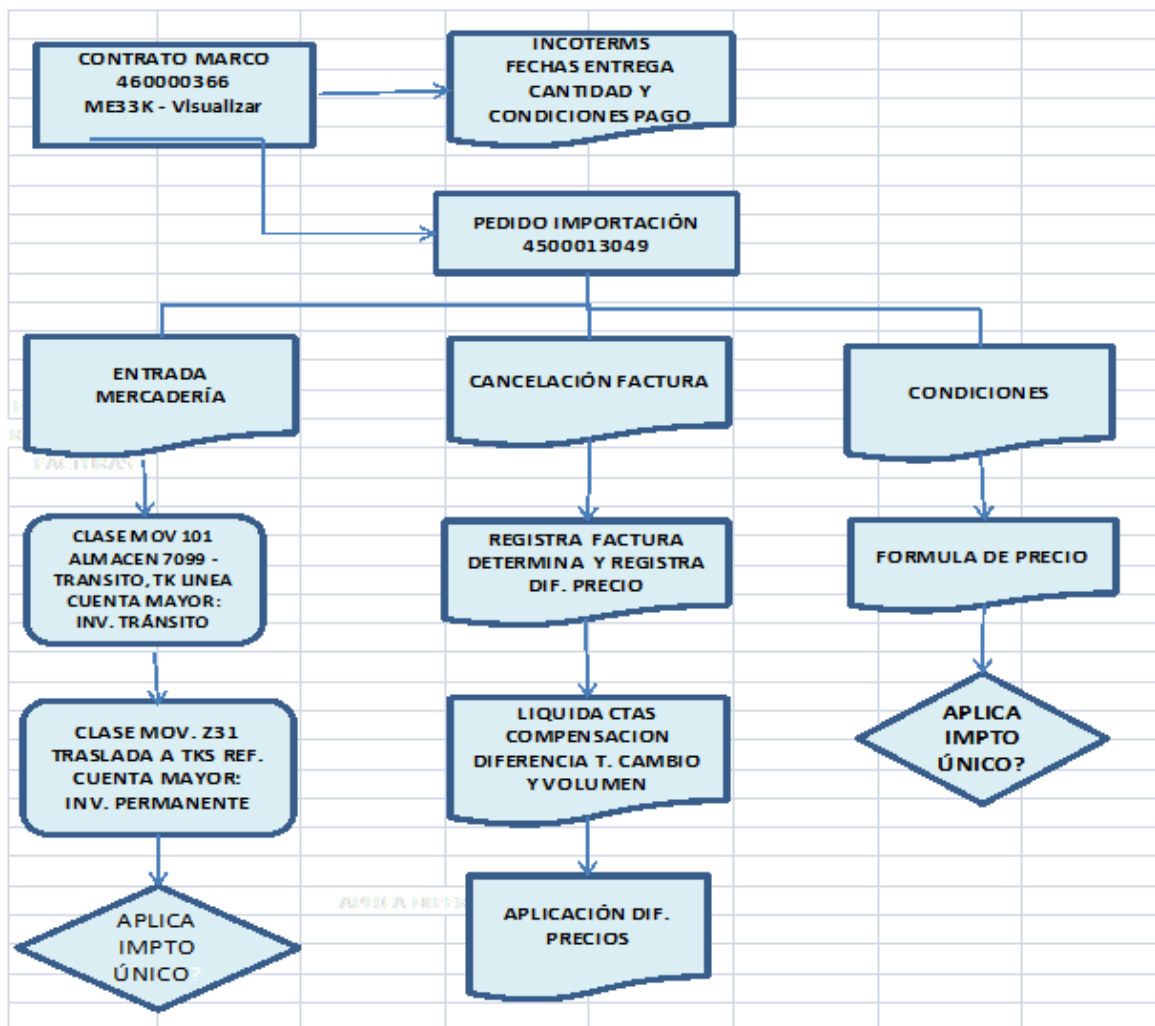 CONTRATO MARCO
460000366
ME33K - VIsualizar
INCOTERMS
FECHAS ENTREGA
CANTIDAD Y
CONDICIONES PAGO
PEDIDO IMPORTACIÓN
4500013049
ENTRADA
MERCADERÍA
CANCELACIÓN FACTURA
CONDICIONES
FACTURAS
CLASE MOV 101
ALMACEN 7099 -
TRANSITO, TK LINEA
CUENTA MAYOR:
INV. TRÁNSITO
REGISTRA FACTURA
DETERMINA Y REGISTRA
DIF. PRECIO
FORMULA DE PRECIO
CLASE MOV. Z31
TRASLADA A TKS REF.
CUENTA MAYOR:
INV. PERMANENTE
LIQUIDA CTAS
COMPENSACION
DIFERENCIA T. CAMBIO
Y VOLUMEN
APLICA
IMPTO
ÚNICO?
APLICA
IMPTO
ÚNICO?
APLICACIÓN DIF.
PRECIOS